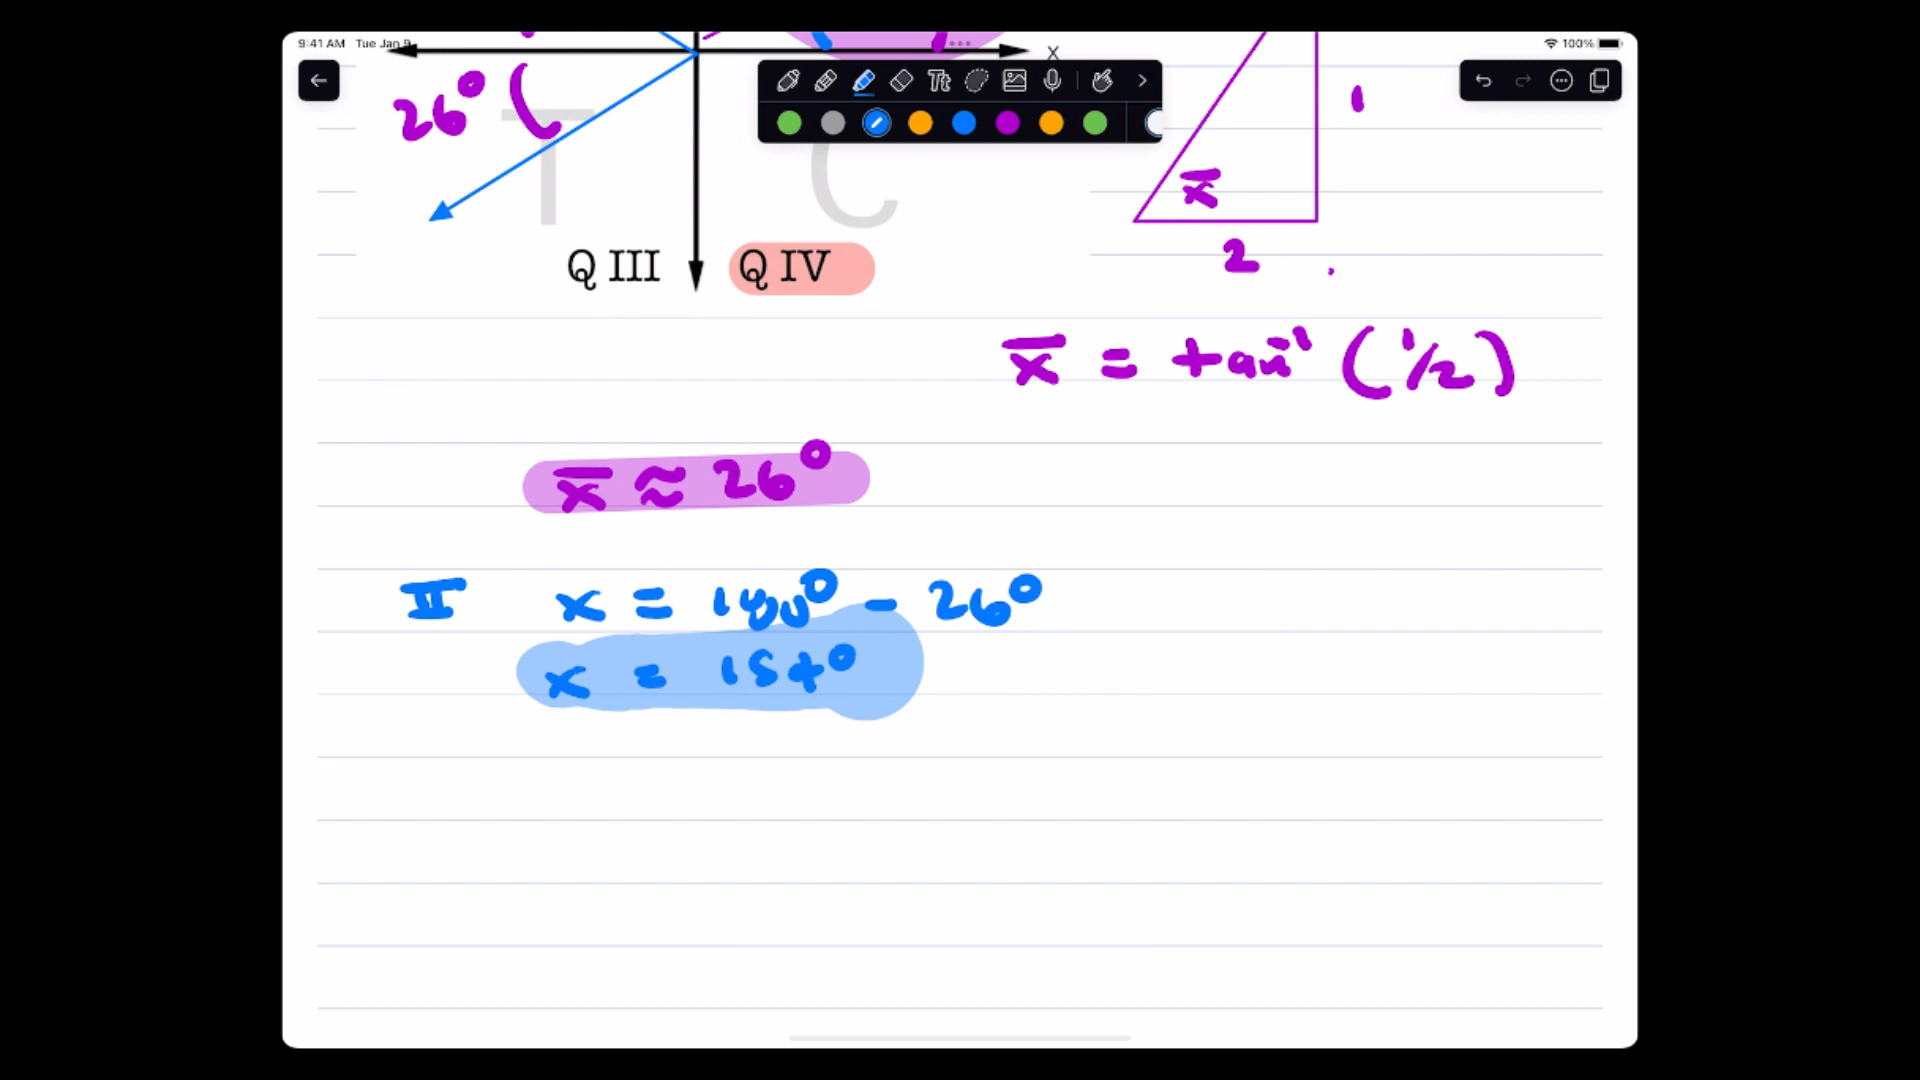 9:41 AM Tue Jan 9
100%
x
26° (
T
C
Tt
1
x̄
2
Q III
Q IV
x̄ = tan⁻¹ (1/2)
x̄ ≈ 26°
II x = 180° - 26°
x = 154°